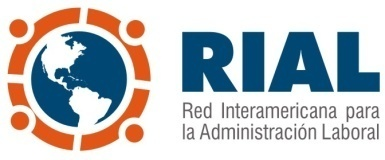 RIAL
Red Interamericana para
la Administración Laboral